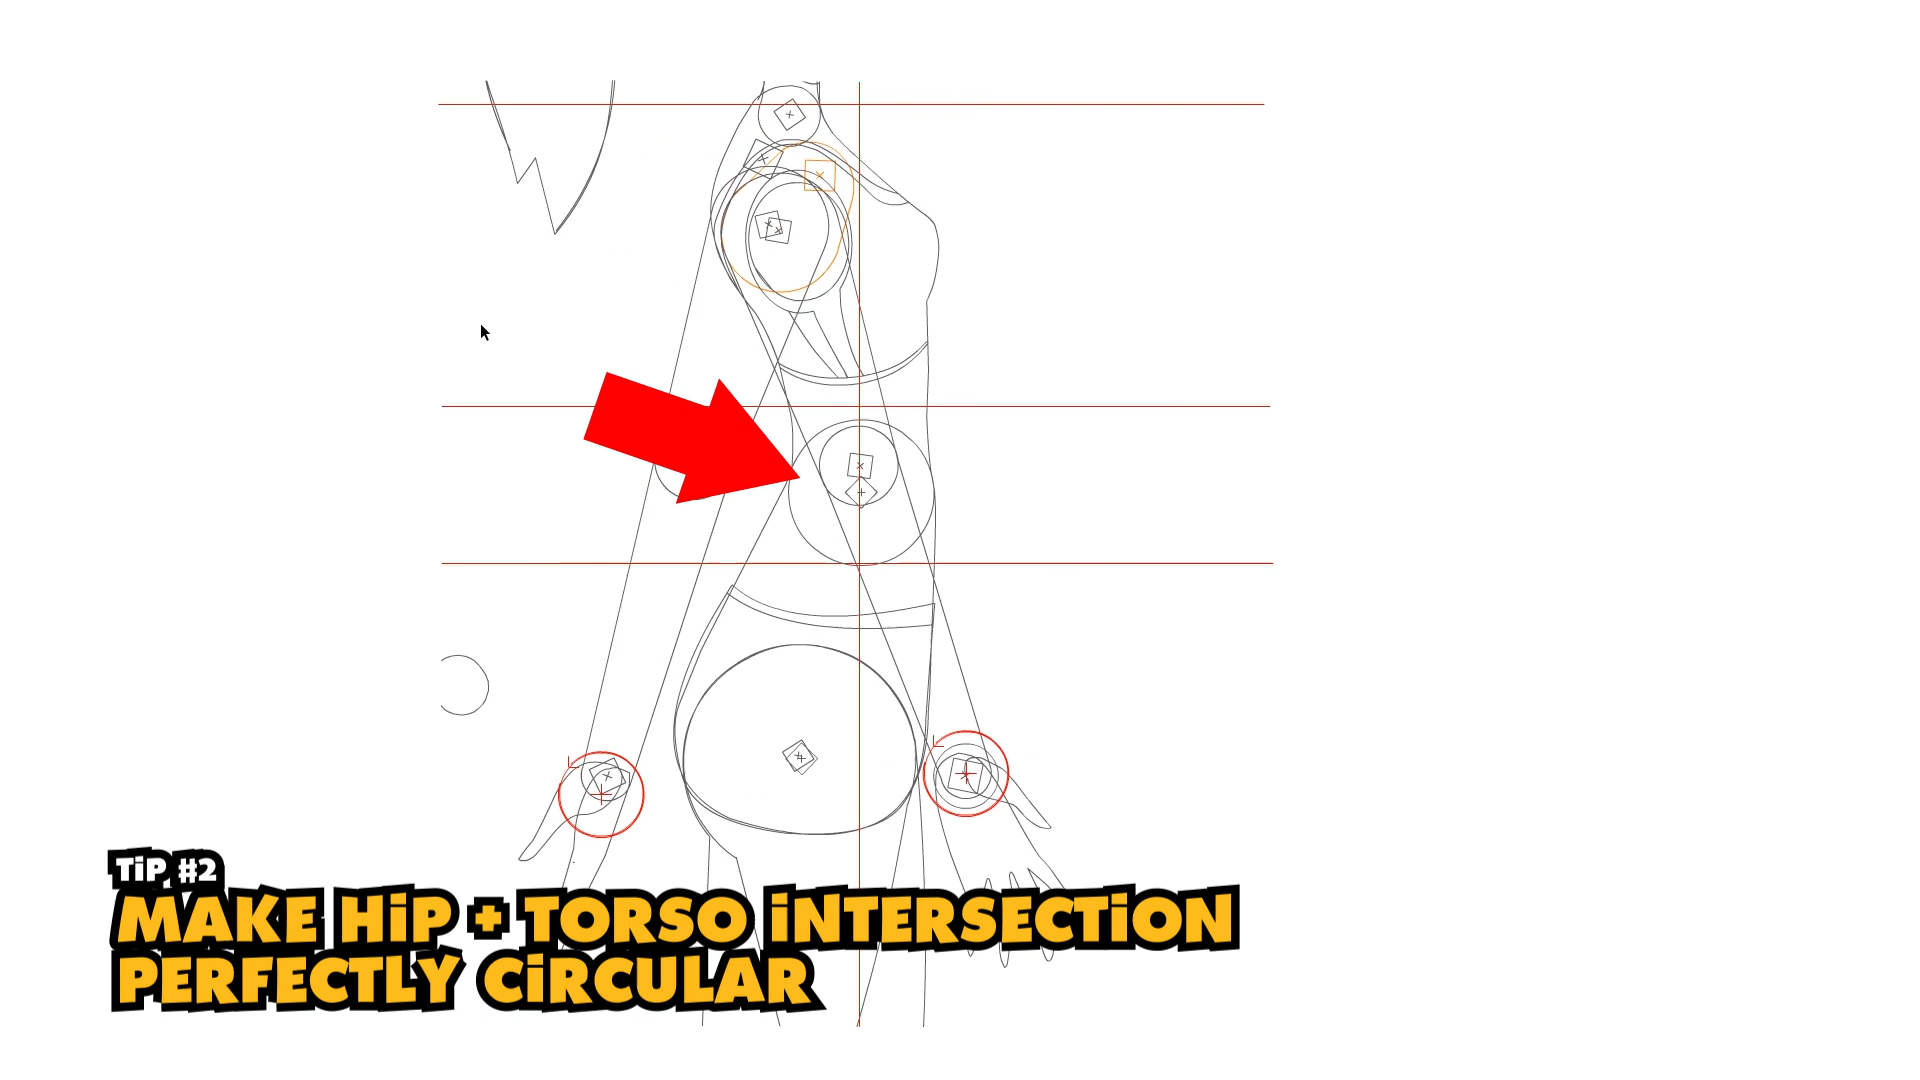 TiP #2
MAKE HiP + TORSO iNTERSECTiON
PERFECTLY CiRCULAR